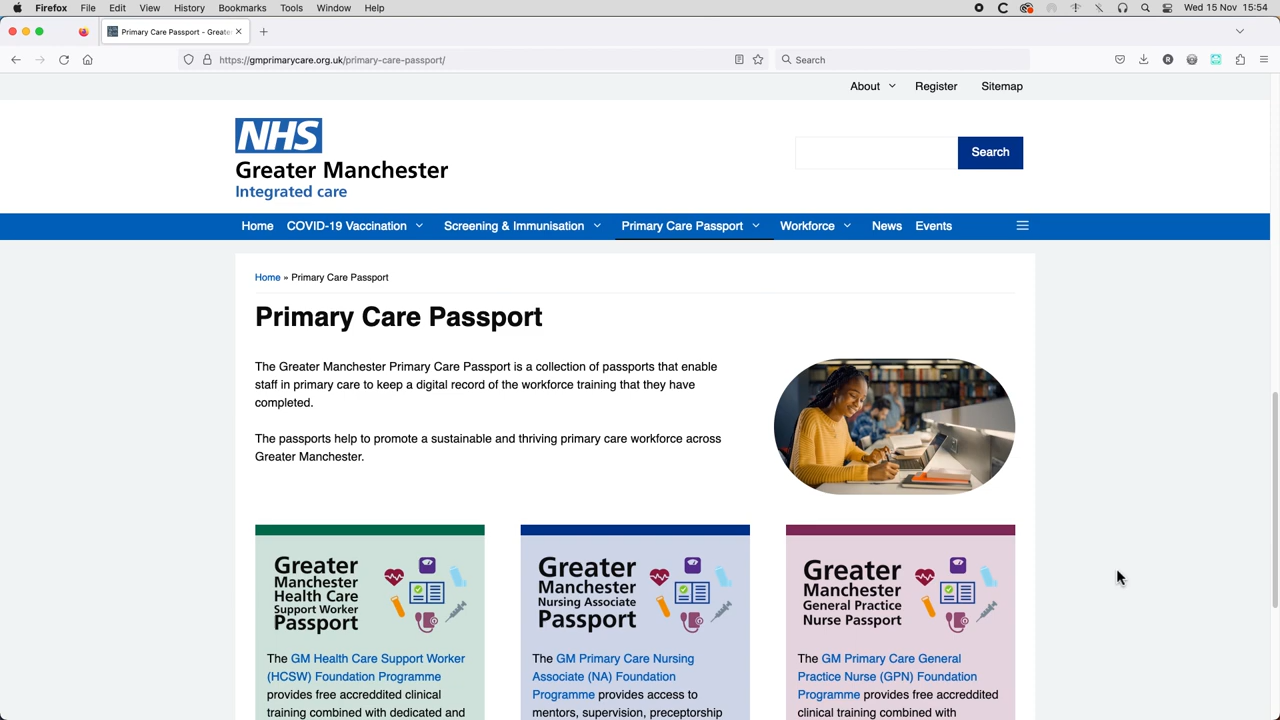 Firefox File Edit View History Bookmarks Tools Window Help Wed 15 Nov 15:54
Primary Care Passport - Greate
https://gmprimarycare.org.uk/primary-care-passport/ Search
About Register Sitemap
NHS
Greater Manchester
Integrated care
Search
Home COVID-19 Vaccination Screening & Immunisation Primary Care Passport Workforce News Events
Home » Primary Care Passport
Primary Care Passport
The Greater Manchester Primary Care Passport is a collection of passports that enable
staff in primary care to keep a digital record of the workforce training that they have
completed.
The passports help to promote a sustainable and thriving primary care workforce across
Greater Manchester.
Greater
Manchester
Health Care
Support Worker
Passport
The GM Health Care Support Worker
(HCSW) Foundation Programme
provides free accreddited clinical
training combined with dedicated and
Greater
Manchester
Nursing Associate
Passport
The GM Primary Care Nursing
Associate (NA) Foundation
Programme provides access to
mentors, supervision, preceptorship
Greater
Manchester
General Practice
Nurse Passport
The GM Primary Care General
Practice Nurse (GPN) Foundation
Programme provides free accreddited
clinical training combined with